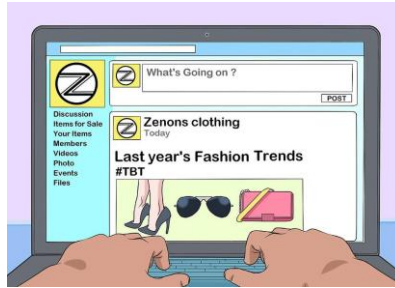 What's Going on ?
POST
Discussion
Items for Sale
Your Items
Members
Videos
Photo
Events
Files
Zenons clothing
Today
Last year's Fashion Trends
#TBT